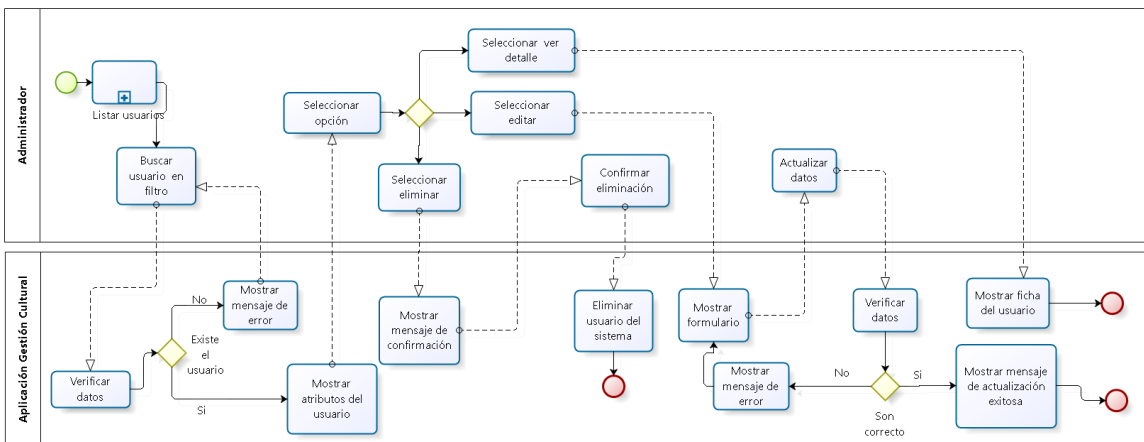 Administrador
Listar usuarios
Buscar
usuario en
filtro
Seleccionar
opción
Seleccionar ver
detalle
Seleccionar
editar
Seleccionar
eliminar
Confirmar
eliminación
Actualizar
datos
Aplicación Gestión Cultural
Verificar
datos
Existe
el
usuario
No
Si
Mostrar
mensaje de
error
Mostrar
atributos del
usuario
Mostrar
mensaje de
confirmación
Eliminar
usuario del
sistema
Mostrar
formulario
Mostrar
mensaje de
error
Verificar
datos
No
Si
Son
correcto
Mostrar ficha
del usuario
Mostrar mensaje
de actualización
exitosa